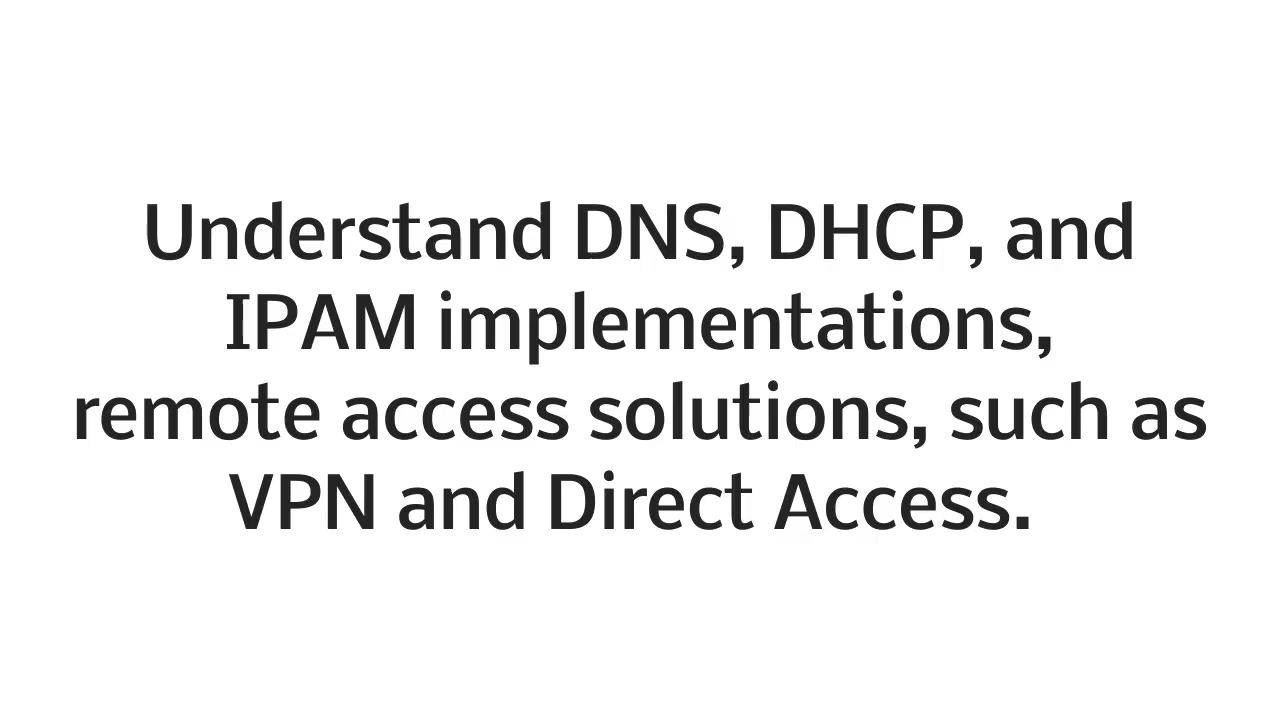 Understand DNS, DHCP, and
IPAM implementations,
remote access solutions, such as
VPN and Direct Access.